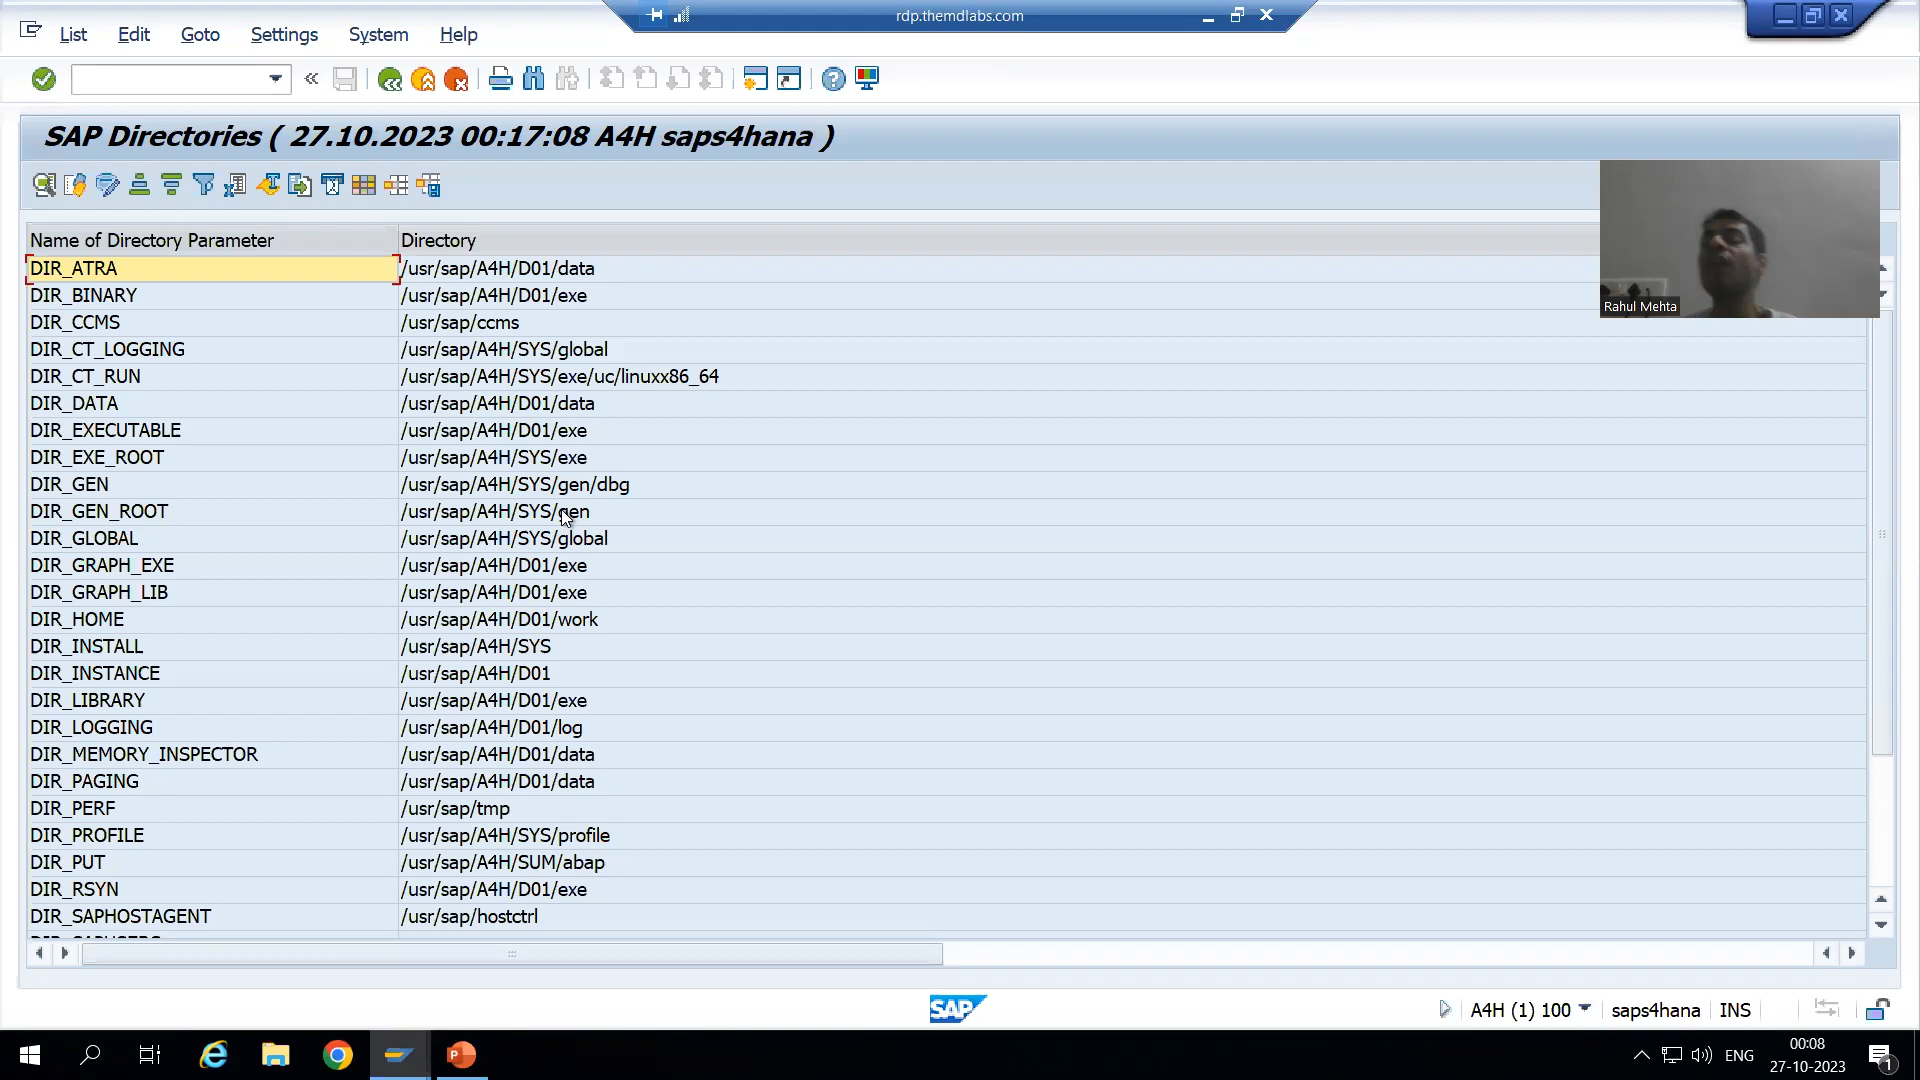 rdp.themdlabs.com
List Edit Goto Settings System Help
SAP Directories ( 27.10.2023 00:17:08 A4H saps4hana )
Rahul Mehta
Name of Directory Parameter Directory
DIR_ATRA /usr/sap/A4H/D01/data
DIR_BINARY /usr/sap/A4H/D01/exe
DIR_CCMS /usr/sap/ccms
DIR_CT_LOGGING /usr/sap/A4H/SYS/global
DIR_CT_RUN /usr/sap/A4H/SYS/exe/uc/linuxx86_64
DIR_DATA /usr/sap/A4H/D01/data
DIR_EXECUTABLE /usr/sap/A4H/D01/exe
DIR_EXE_ROOT /usr/sap/A4H/SYS/exe
DIR_GEN /usr/sap/A4H/SYS/gen/dbg
DIR_GEN_ROOT /usr/sap/A4H/SYS/gen
DIR_GLOBAL /usr/sap/A4H/SYS/global
DIR_GRAPH_EXE /usr/sap/A4H/D01/exe
DIR_GRAPH_LIB /usr/sap/A4H/D01/exe
DIR_HOME /usr/sap/A4H/D01/work
DIR_INSTALL /usr/sap/A4H/SYS
DIR_INSTANCE /usr/sap/A4H/D01
DIR_LIBRARY /usr/sap/A4H/D01/exe
DIR_LOGGING /usr/sap/A4H/D01/log
DIR_MEMORY_INSPECTOR /usr/sap/A4H/D01/data
DIR_PAGING /usr/sap/A4H/D01/data
DIR_PERF /usr/sap/tmp
DIR_PROFILE /usr/sap/A4H/SYS/profile
DIR_PUT /usr/sap/A4H/SUM/abap
DIR_RSYN /usr/sap/A4H/D01/exe
DIR_SAPHOSTAGENT /usr/sap/hostctrl
SAP
A4H (1) 100 saps4hana INS
ENG 00:08
27-10-2023
1